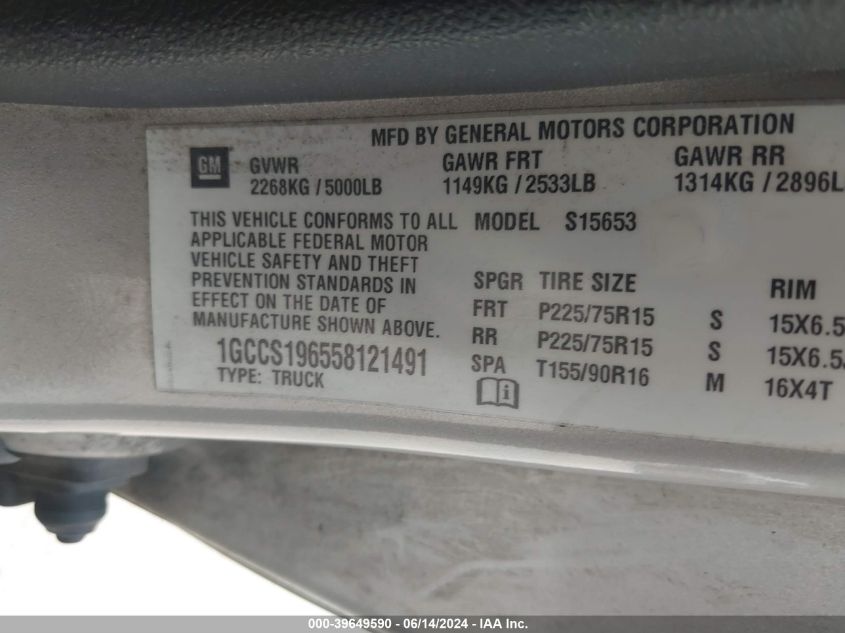 MFD BY GENERAL MOTORS CORPORATION
GM
GVWR GAWR FRT GAWR RR
2268KG / 5000LB 1149KG / 2533LB 1314KG / 2896L
THIS VEHICLE CONFORMS TO ALL MODEL S15653
APPLICABLE FEDERAL MOTOR
VEHICLE SAFETY AND THEFT
PREVENTION STANDARDS IN SPGR TIRE SIZE RIM
EFFECT ON THE DATE OF FRT P225/75R15 S 15X6.5
MANUFACTURE SHOWN ABOVE. RR P225/75R15 S 15X6.5J
1GCCS196558121491 SPA T155/90R16 M 16X4T
TYPE: TRUCK
i
000-39649590 - 06/14/2024 - IAA Inc.